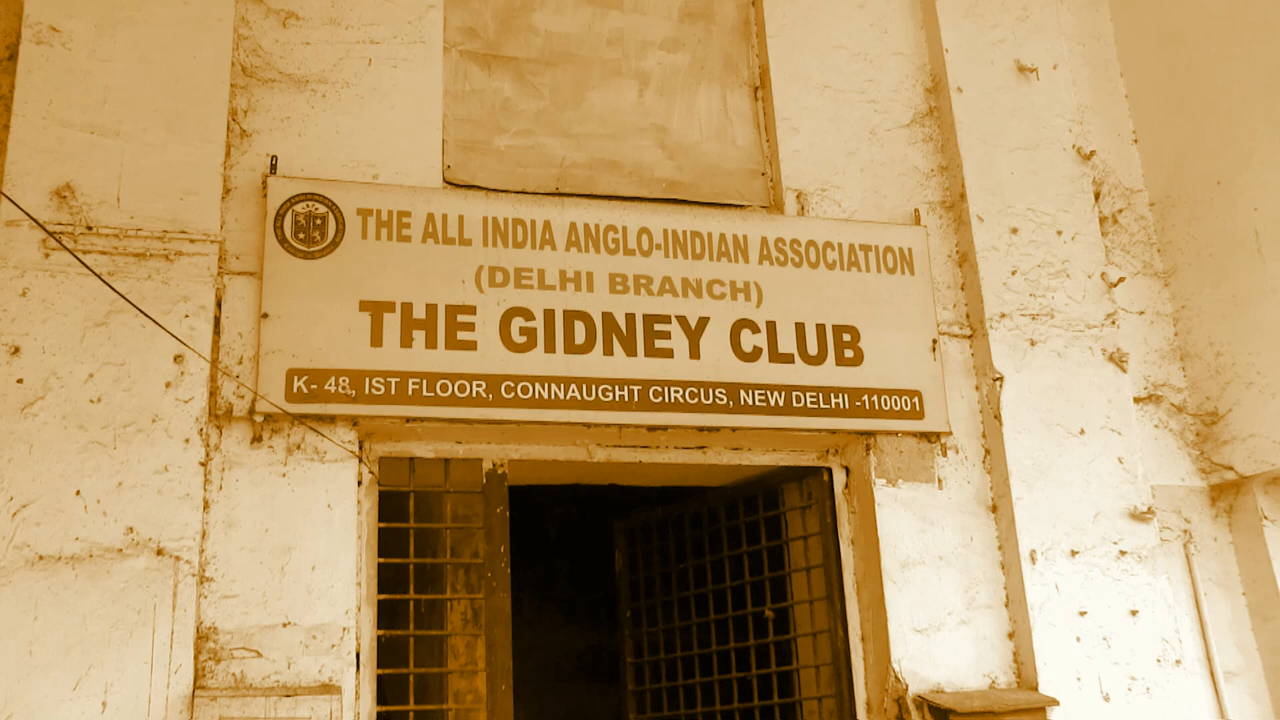 THE ALL INDIA ANGLO-INDIAN ASSOCIATION
(DELHI BRANCH)
THE GIDNEY CLUB
K- 48, IST FLOOR, CONNAUGHT CIRCUS, NEW DELHI -110001